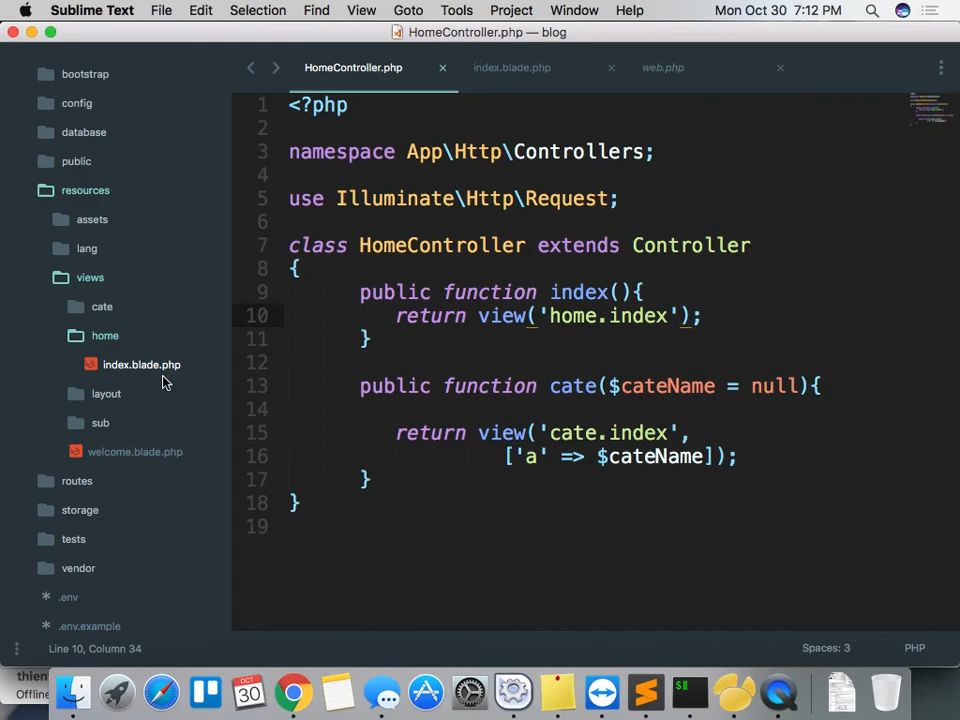 Sublime Text File Edit Selection Find View Goto Tools Project Window Help Mon Oct 30 7:12 PM
HomeController.php — blog
bootstrap
config
database
public
resources
assets
lang
views
cate
home
index.blade.php
layout
sub
welcome.blade.php
routes
storage
tests
vendor
.env
.env.example
HomeController.php index.blade.php web.php
1 <?php
2
3 namespace App\Http\Controllers;
4
5 use Illuminate\Http\Request;
6
7 class HomeController extends Controller
8 {
9 public function index(){
10 return view('home.index');
11 }
12
13 public function cate($cateName = null){
14
15 return view('cate.index',
16 ['a' => $cateName]);
17 }
18 }
19
Line 10, Column 34 Spaces: 3 PHP
Offline
OCT
30
XLS